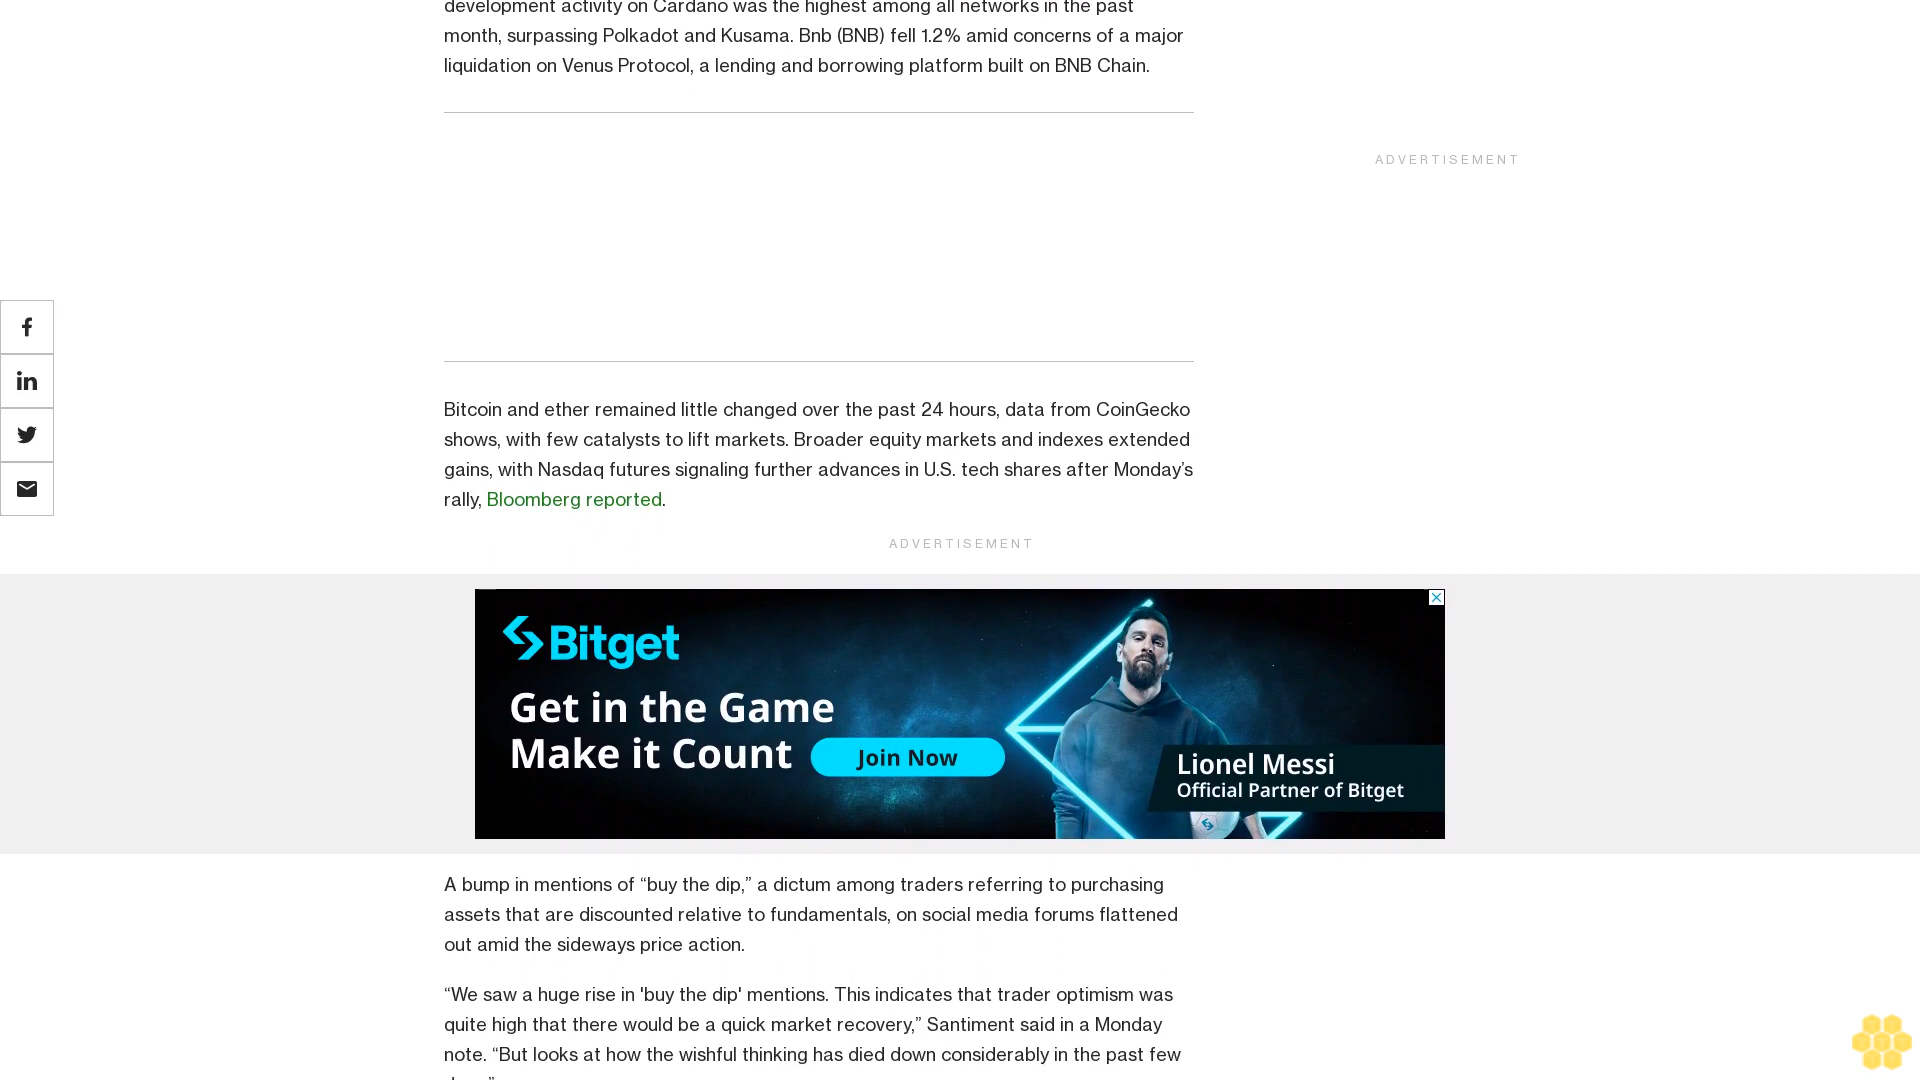 development activity on Cardano was the highest among all networks in the past
month, surpassing Polkadot and Kusama. Bnb (BNB) fell 1.2% amid concerns of a major
liquidation on Venus Protocol, a lending and borrowing platform built on BNB Chain.
ADVERTISEMENT
Bitcoin and ether remained little changed over the past 24 hours, data from CoinGecko
shows, with few catalysts to lift markets. Broader equity markets and indexes extended
gains, with Nasdaq futures signaling further advances in U.S. tech shares after Monday’s
rally, Bloomberg reported.
ADVERTISEMENT
Bitget
Get in the Game
Make it Count
Join Now
Lionel Messi
Official Partner of Bitget
A bump in mentions of “buy the dip,” a dictum among traders referring to purchasing
assets that are discounted relative to fundamentals, on social media forums flattened
out amid the sideways price action.
“We saw a huge rise in 'buy the dip' mentions. This indicates that trader optimism was
quite high that there would be a quick market recovery,” Santiment said in a Monday
note. “But looks at how the wishful thinking has died down considerably in the past few